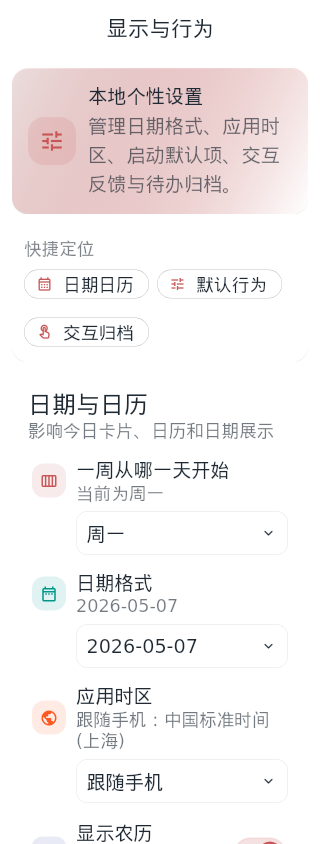 显示与行为
本地个性设置
管理日期格式、应用时
区、启动默认项、交互
反馈与待办归档。
快捷定位
日期日历
默认行为
交互归档
日期与日历
影响今日卡片、日历和日期展示
一周从哪一天开始
当前为周一
周一
日期格式
2026-05-07
2026-05-07
应用时区
跟随手机：中国标准时间
(上海)
跟随手机
显示农历